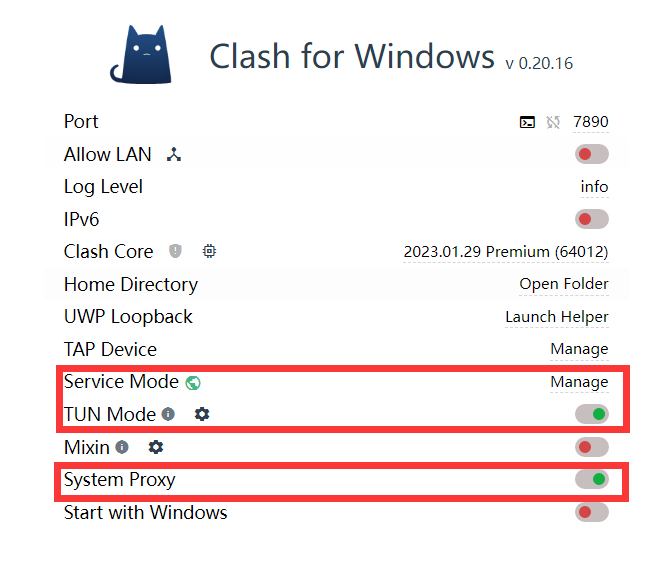 Clash for Windows v 0.20.16
Port 7890
Allow LAN
Log Level info
IPv6
Clash Core 2023.01.29 Premium (64012)
Home Directory Open Folder
UWP Loopback Launch Helper
TAP Device Manage
Service Mode Manage
TUN Mode
Mixin
System Proxy
Start with Windows